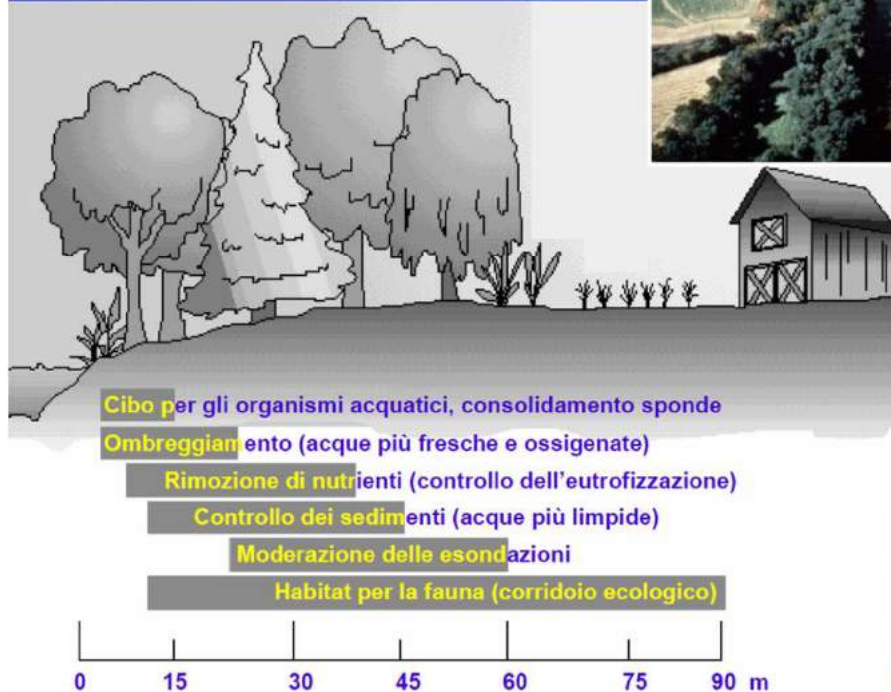 Cibo per gli organismi acquatici, consolidamento sponde
Ombreggiamento (acque più fresche e ossigenate)
Rimozione di nutrienti (controllo dell'eutrofizzazione)
Controllo dei sedimenti (acque più limpide)
Moderazione delle esondazioni
Habitat per la fauna (corridoio ecologico)
0 15 30 45 60 75 90 m